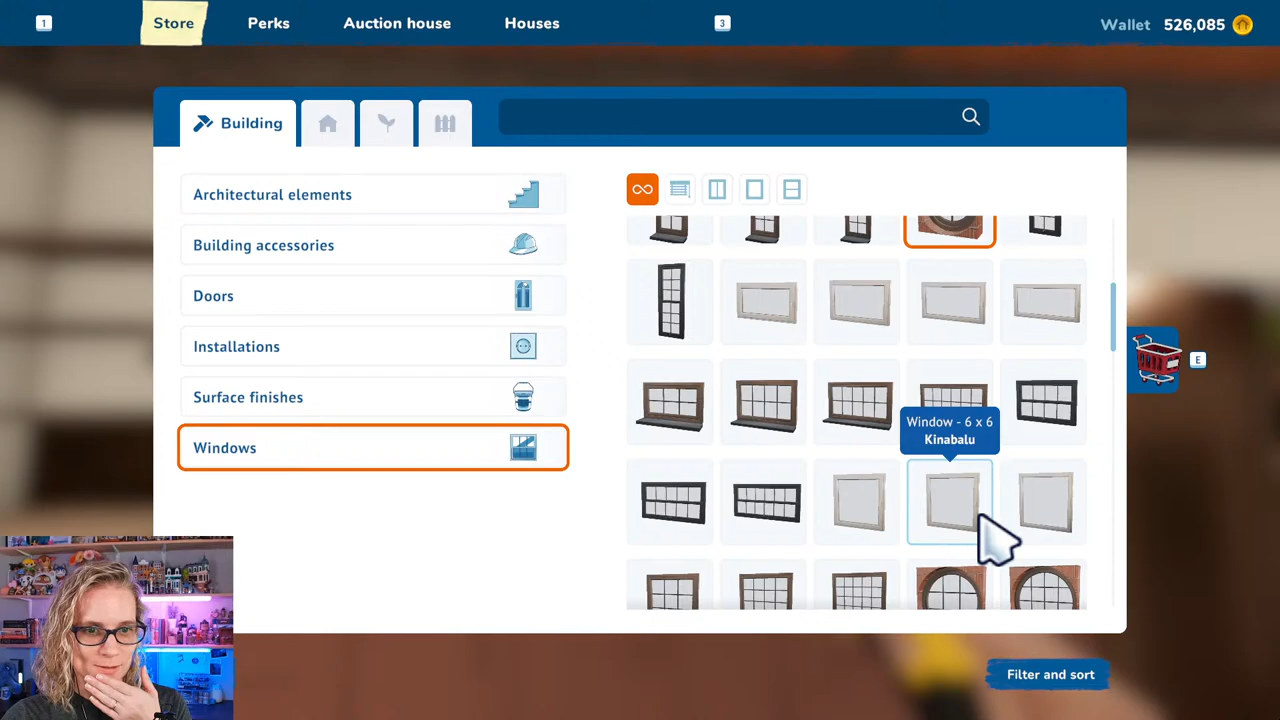 1
Store
Perks
Auction house
Houses
3
Wallet 526,085
Building
Architectural elements
Building accessories
Doors
Installations
Surface finishes
Windows
Window - 6 x 6
Kinabalu
E
Filter and sort